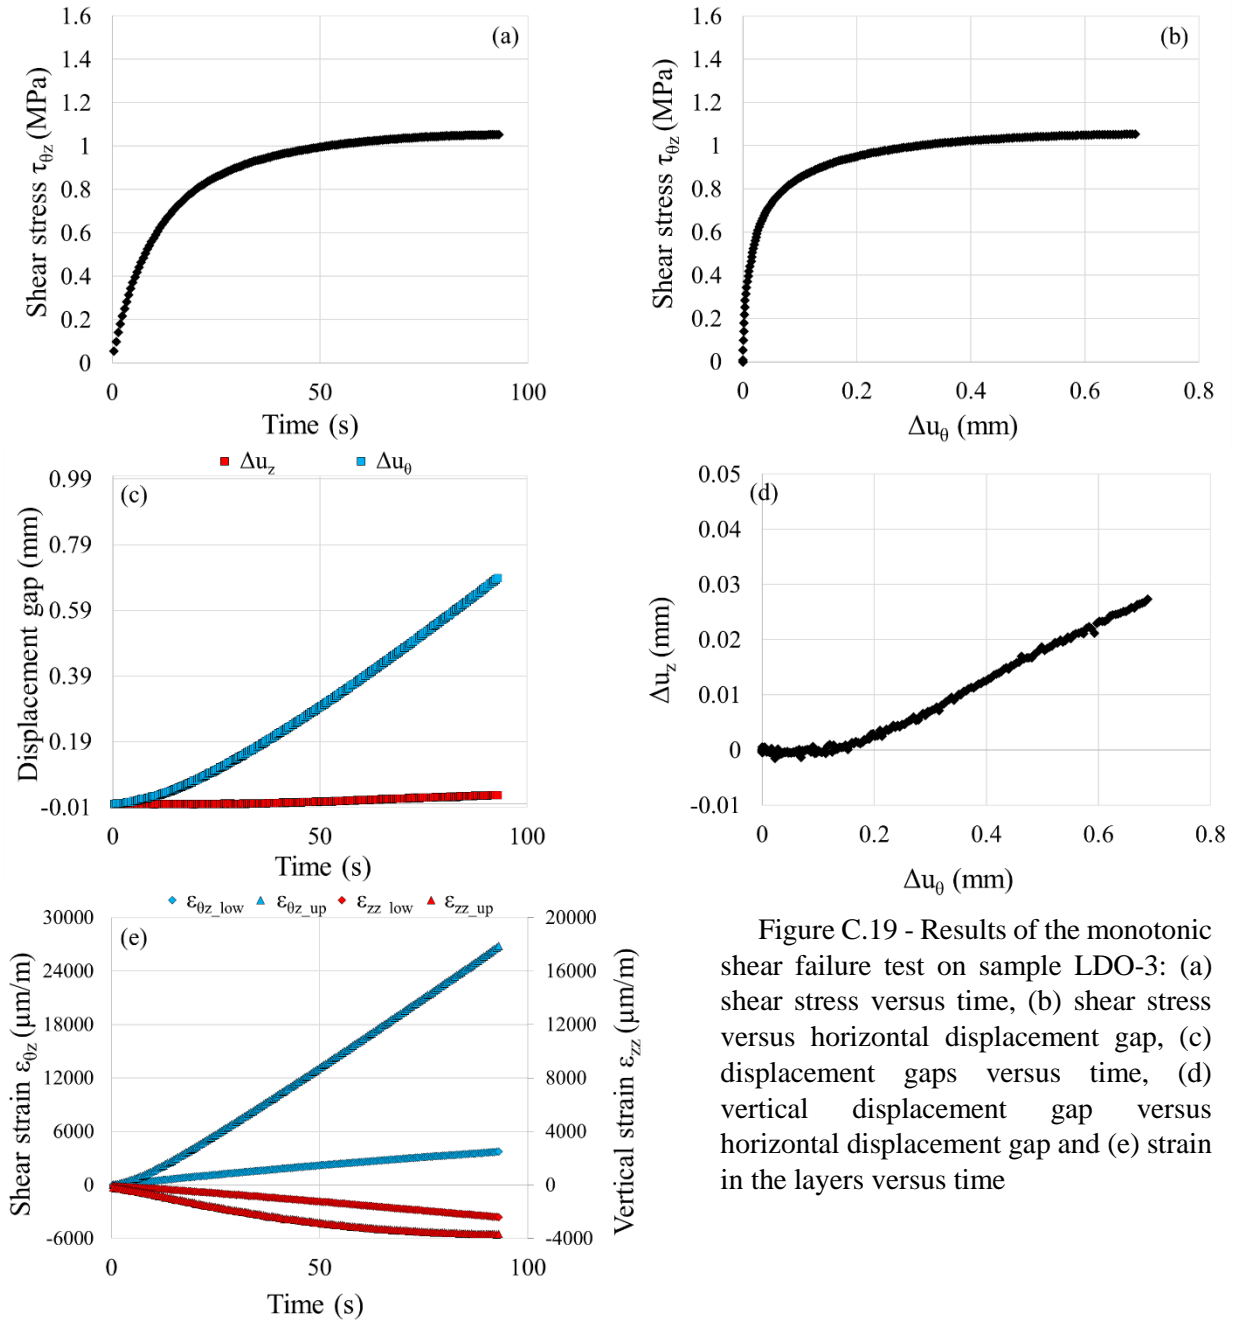 (a)
Shear stress τθz (MPa)
1.6
1.4
1.2
1
0.8
0.6
0.4
0.2
0
0 50 100
Time (s)
(b)
Shear stress τθz (MPa)
1.6
1.4
1.2
1
0.8
0.6
0.4
0.2
0
0 0.2 0.4 0.6 0.8
Δuθ (mm)
Δuz Δuθ
(c)
Displacement gap (mm)
0.99
0.79
0.59
0.39
0.19
-0.01
0 50 100
Time (s)
(d)
Δuz (mm)
0.05
0.04
0.03
0.02
0.01
0
-0.01
0 0.2 0.4 0.6 0.8
Δuθ (mm)
εθz_low εθz_up εzz_low εzz_up
(e)
Shear strain εθz (μm/m)
30000
24000
18000
12000
6000
0
-6000
Vertical strain εzz (μm/m)
20000
16000
12000
8000
4000
0
-4000
0 50 100
Time (s)
Figure C.19 - Results of the monotonic
shear failure test on sample LDO-3: (a)
shear stress versus time, (b) shear stress
versus horizontal displacement gap, (c)
displacement gaps versus time, (d)
vertical displacement gap versus
horizontal displacement gap and (e) strain
in the layers versus time